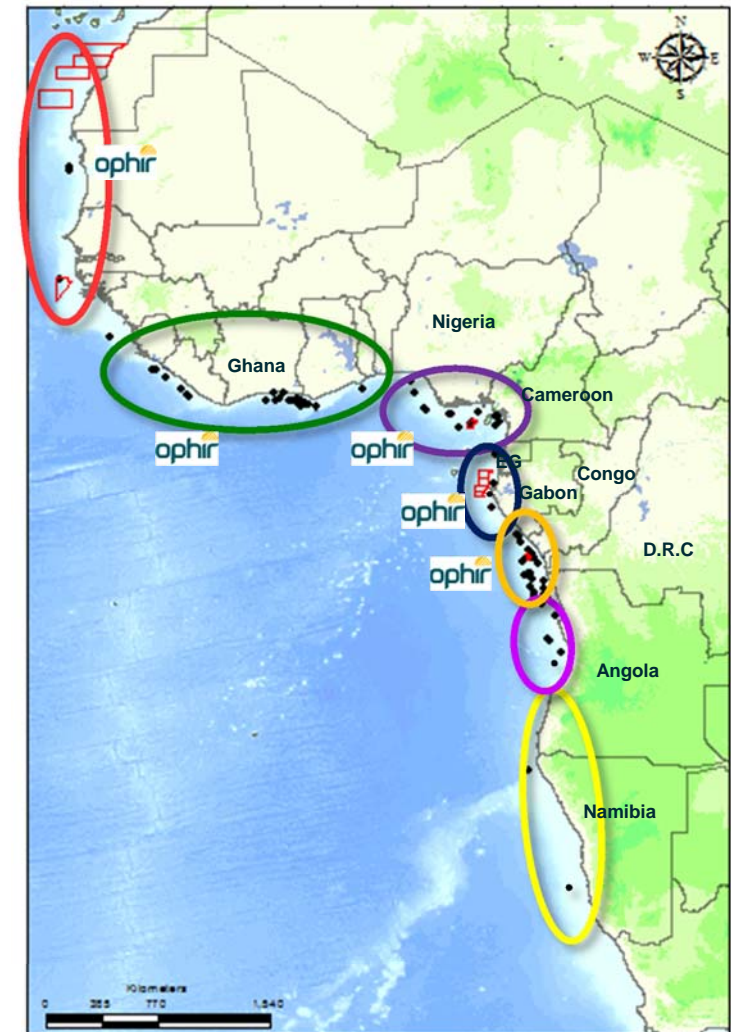 N
W E
S
ophir
Nigeria
Ghana
Cameroon
ophir
ophir
EG
Congo
Gabon
ophir
D.R.C
ophir
Angola
Namibia
Kilometers
0 385 770 1,540